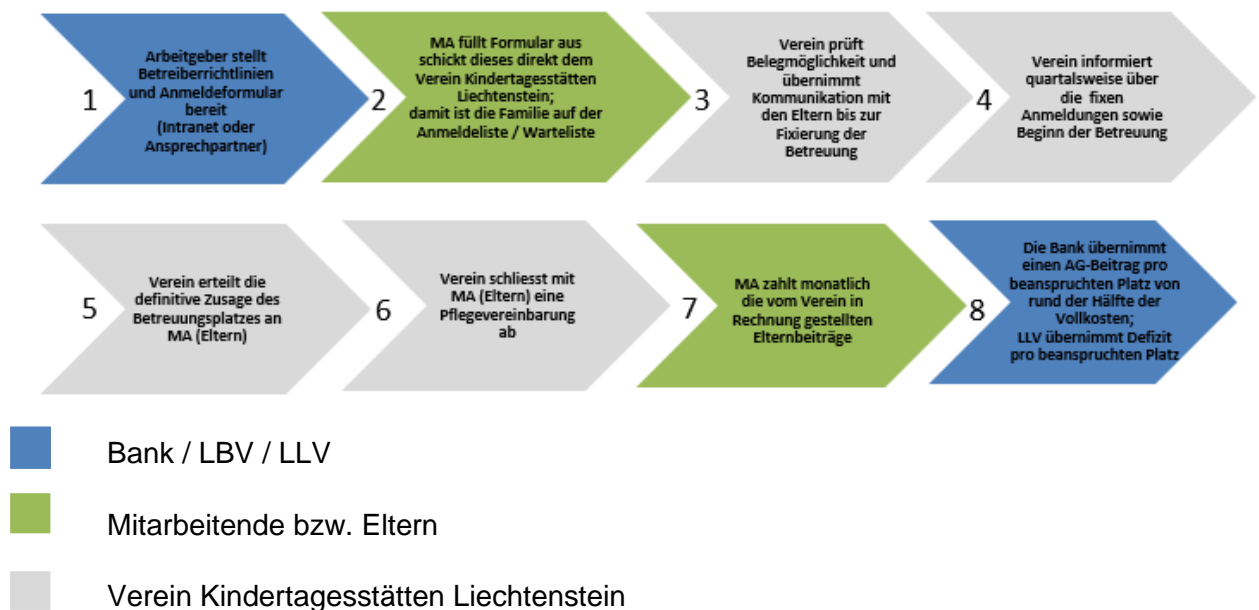 1
Arbeitgeber stellt
Betreiberrichtlinien
und Anmeldeformular
bereit
(Intranet oder
Ansprechpartner)
2
MA füllt Formular aus
schickt dieses direkt dem
Verein Kindertagesstätten
Liechtenstein;
damit ist die Familie auf der
Anmeldeliste / Warteliste
3
Verein prüft
Belegmöglichkeit und
übernimmt
Kommunikation mit
den Eltern bis zur
Fixierung der
Betreuung
4
Verein informiert
quartalsweise über
die fixen
Anmeldungen sowie
Beginn der Betreuung
5
Verein erteilt die
definitive Zusage des
Betreuungsplatzes an
MA (Eltern)
6
Verein schliesst mit
MA (Eltern) eine
Pflegevereinbarung
ab
7
MA zahlt monatlich
die vom Verein in
Rechnung gestellten
Elternbeiträge
8
Die Bank übernimmt
einen AG-Beitrag pro
beanspruchten Platz von
rund der Hälfte der
Vollkosten;
LLV übernimmt Defizit
pro beanspruchten Platz
Bank / LBV / LLV
Mitarbeitende bzw. Eltern
Verein Kindertagesstätten Liechtenstein